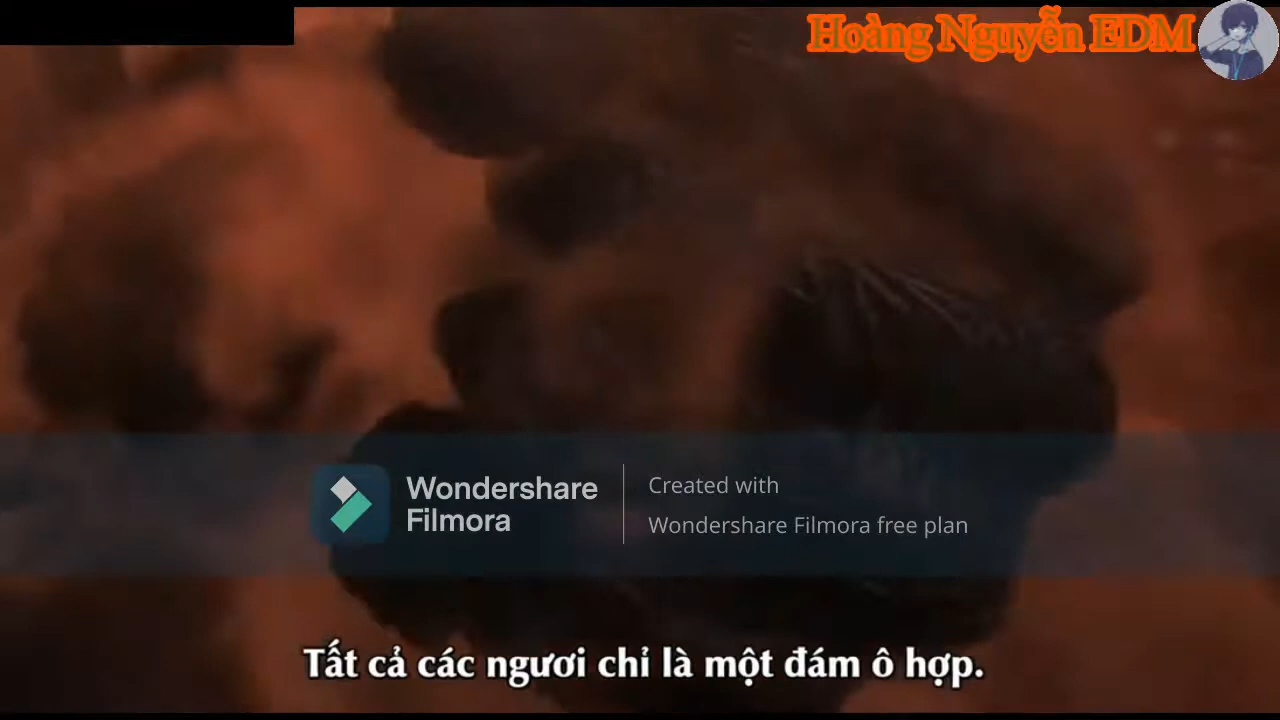 Hoàng Nguyễn EDM
Wondershare
Filmora
Created with
Wondershare Filmora free plan
Tất cả các ngươi chỉ là một đám ô hợp.